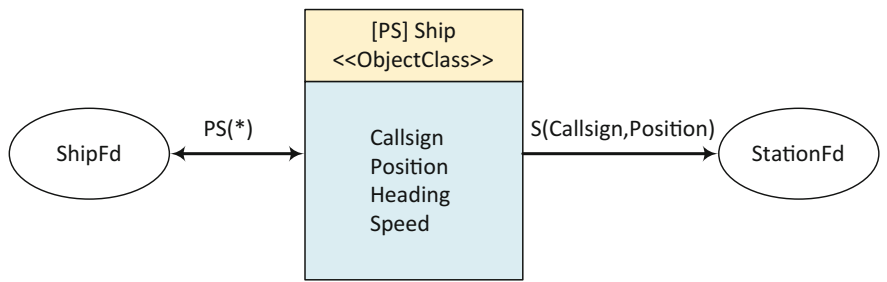 [PS] Ship
<<ObjectClass>>
ShipFd
PS(*)
Callsign
Position
Heading
Speed
S(Callsign,Position)
StationFd